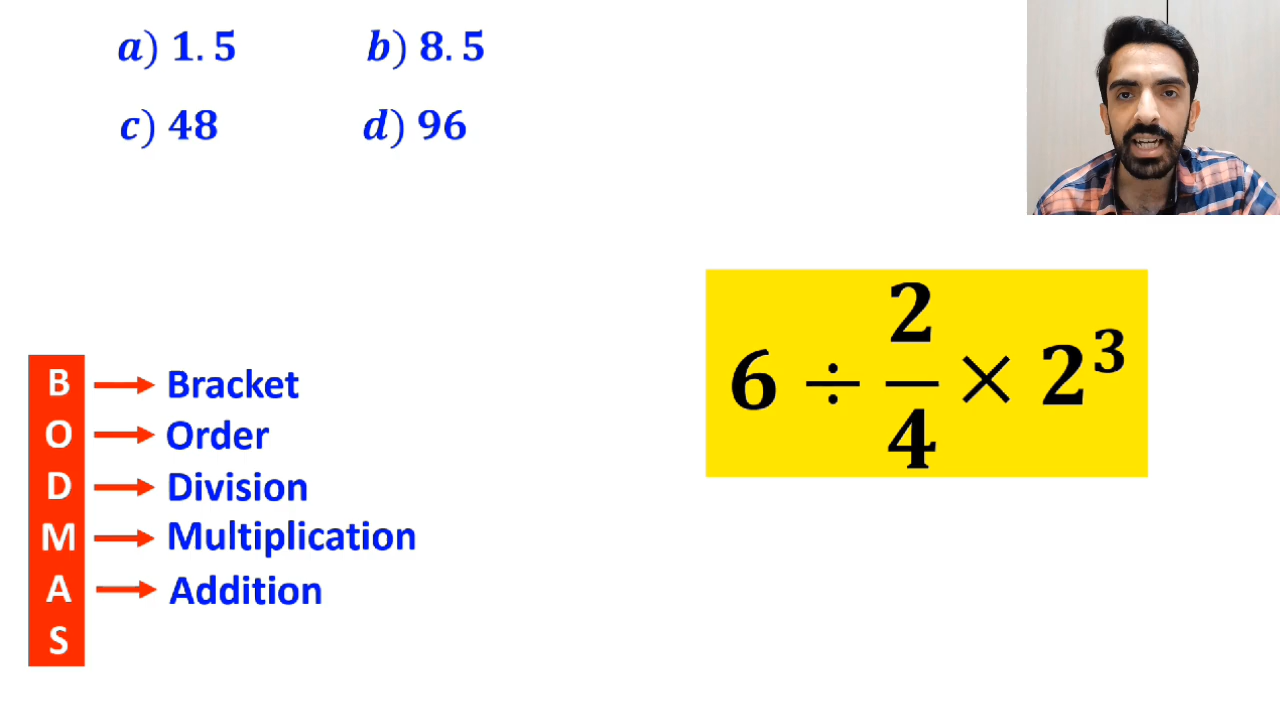 a) 1.5 b) 8.5
c) 48 d) 96
6 ÷ 2/4 × 2³
B → Bracket
O → Order
D → Division
M → Multiplication
A → Addition
S